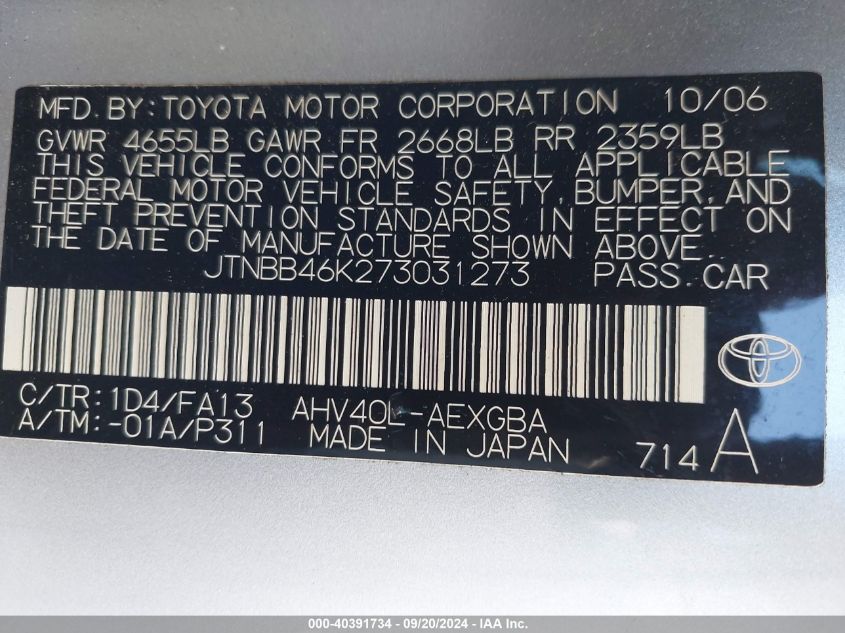 MFD. BY: TOYOTA MOTOR CORPORATION 10/06
GVWR 4655LB GAWR FR 2668LB RR 2359LB
THIS VEHICLE CONFORMS TO ALL APPLICABLE
FEDERAL MOTOR VEHICLE SAFETY, BUMPER, AND
THEFT PREVENTION STANDARDS IN EFFECT ON
THE DATE OF MANUFACTURE SHOWN ABOVE.
JTNBB46K273031273 PASS. CAR
C/TR: 1D4/FA13 AHV40L-AEXGBA
A/TM: -01A/P311 MADE IN JAPAN 714 A
000-40391734 - 09/20/2024 - IAA Inc.